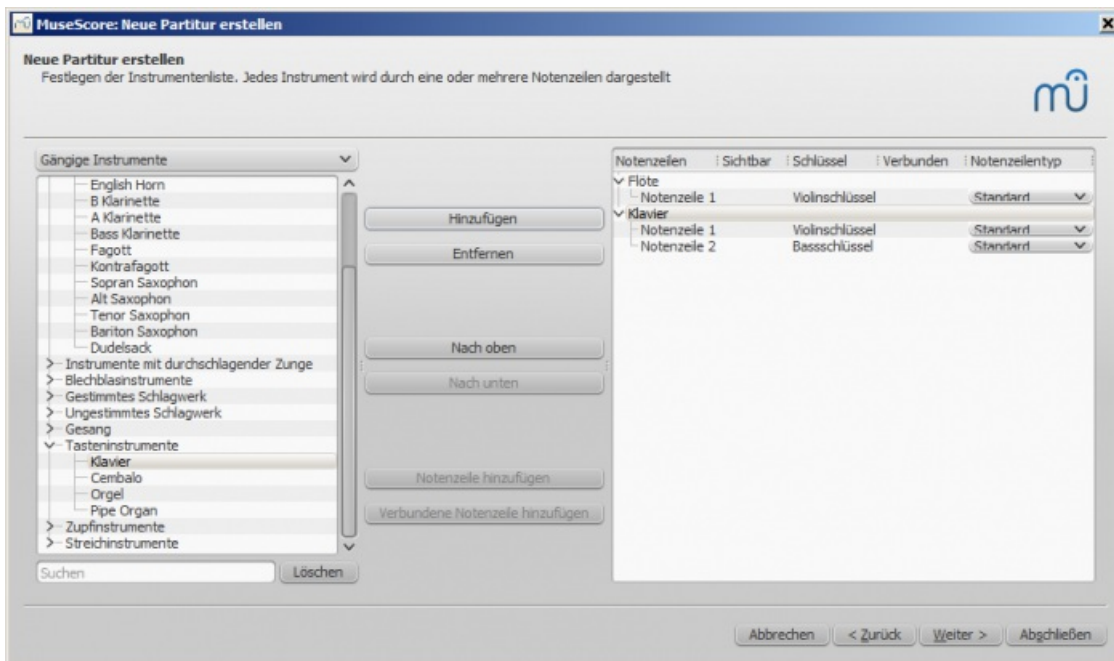 MuseScore: Neue Partitur erstellen
Neue Partitur erstellen
Festlegen der Instrumentenliste. Jedes Instrument wird durch eine oder mehrere Notenzeilen dargestellt
mü
Gängige Instrumente
English Horn
B Klarinette
A Klarinette
Bass Klarinette
Fagott
Kontrafagott
Sopran Saxophon
Alt Saxophon
Tenor Saxophon
Bariton Saxophon
Dudelsack
Instrumente mit durchschlagender Zunge
Blechblasinstrumente
Gestimmtes Schlagwerk
Ungestimmtes Schlagwerk
Gesang
Tasteninstrumente
Klavier
Cembalo
Orgel
Pipe Organ
Zupfinstrumente
Streichinstrumente
Suchen Löschen
Hinzufügen
Entfernen
Nach oben
Nach unten
Notenzeile hinzufügen
Verbundene Notenzeile hinzufügen
Notenzeilen Sichtbar Schlüssel Verbunden Notenzeilentyp
Flöte
Notenzeile 1 Violinschlüssel Standard
Klavier
Notenzeile 1 Violinschlüssel Standard
Notenzeile 2 Bassschlüssel Standard
Abbrechen < Zurück Weiter > Abschließen